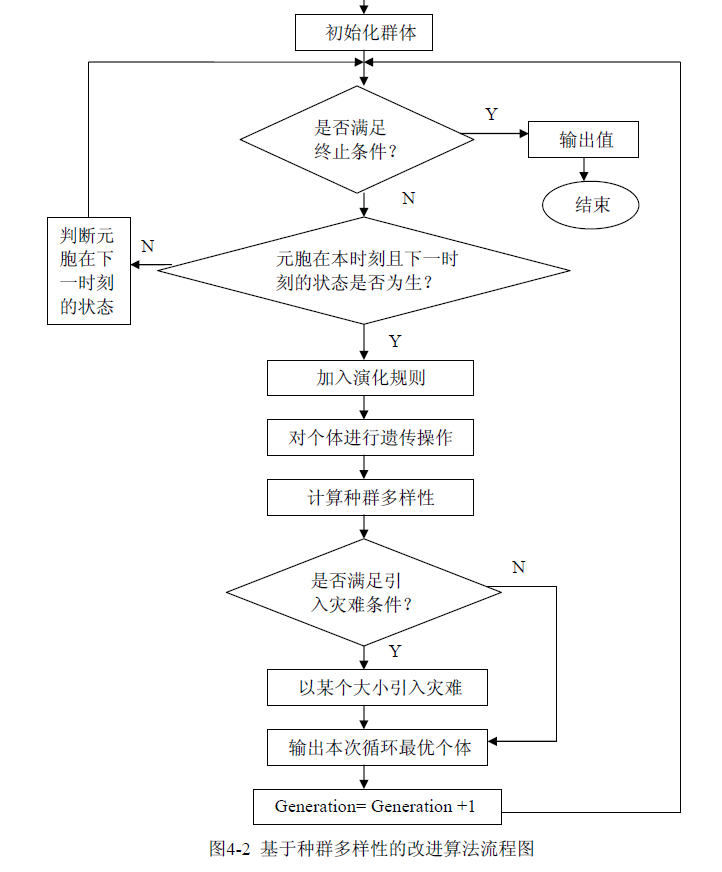 初始化群体
是否满足
终止条件？
Y
输出值
结束
N
元胞在本时刻且下一时
刻的状态是否为生？
N
判断元
胞在下
一时刻
的状态
Y
加入演化规则
对个体进行遗传操作
计算种群多样性
是否满足引
入灾难条件？
N
Y
以某个大小引入灾难
输出本次循环最优个体
Generation= Generation +1
图4-2 基于种群多样性的改进算法流程图